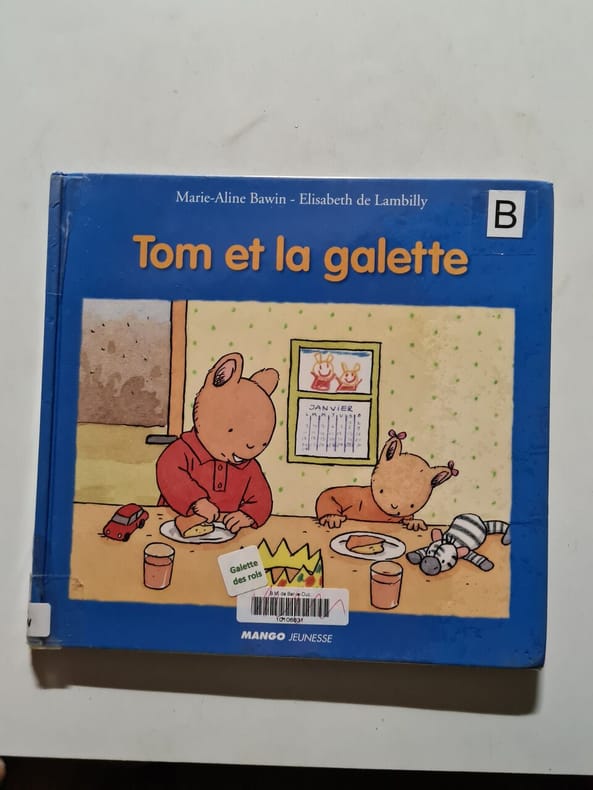 Marie-Aline Bawin - Elisabeth de Lambilly
B
Tom et la galette
JANVIER
Galette
des rois
MANGO JEUNESSE